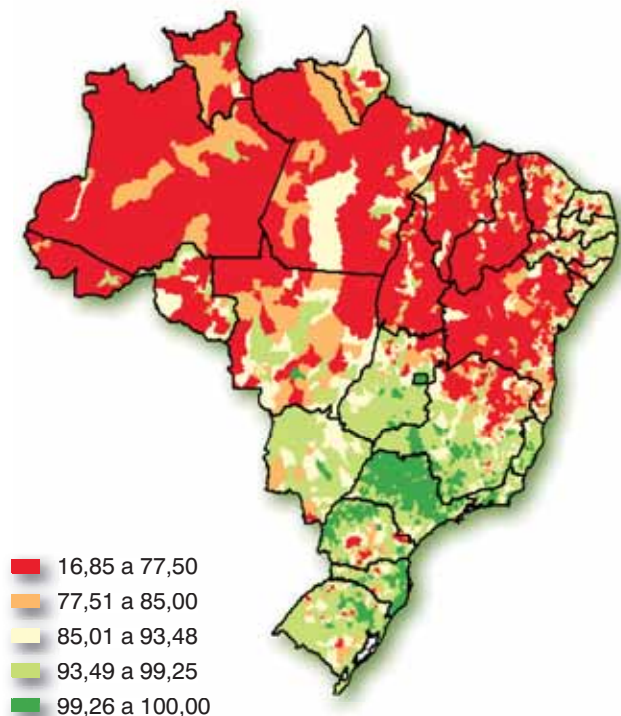 16,85 a 77,50
77,51 a 85,00
85,01 a 93,48
93,49 a 99,25
99,26 a 100,00